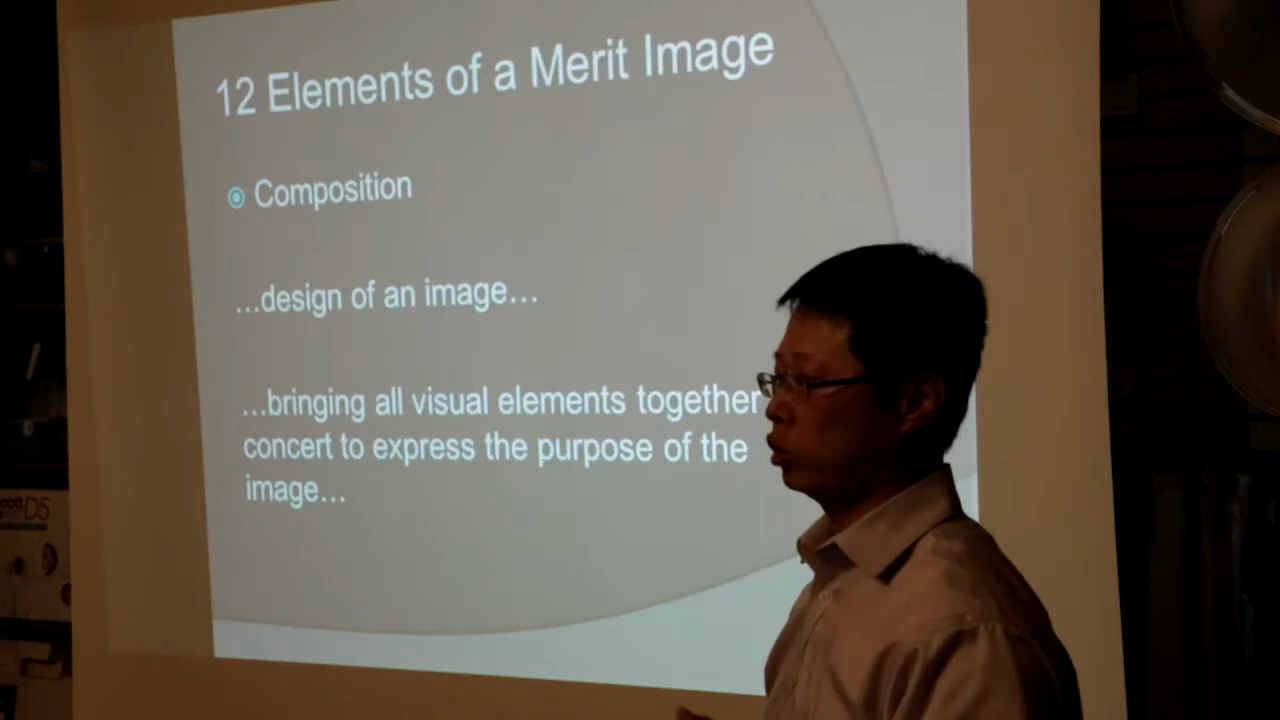 12 Elements of a Merit Image
Composition
...design of an image...
...bringing all visual elements together
concert to express the purpose of the
image...
D5